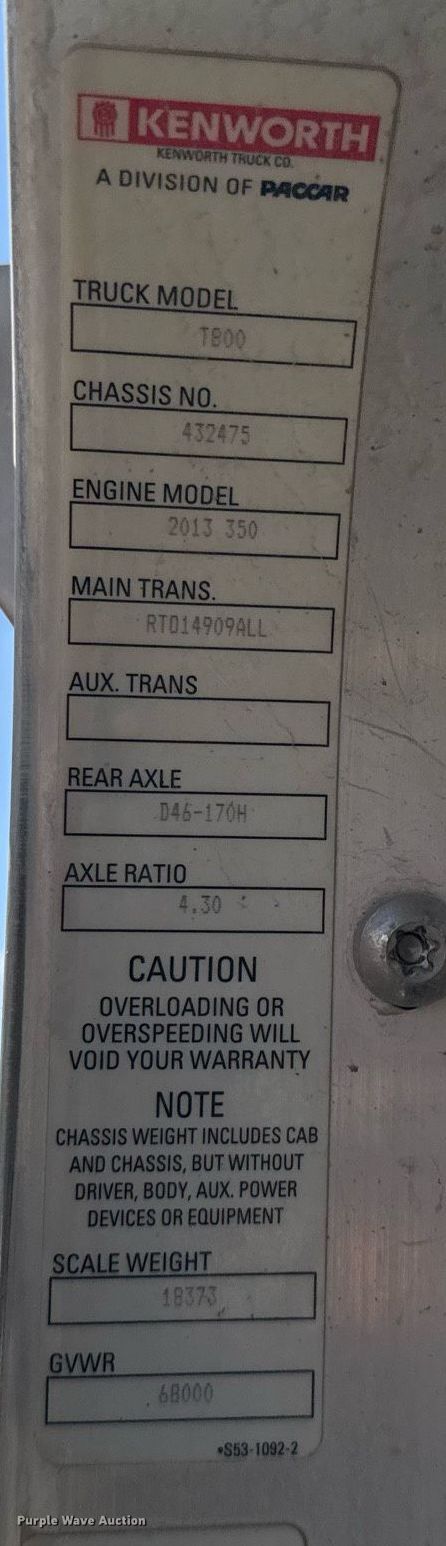 KENWORTH
KENWORTH TRUCK CO.
A DIVISION OF PACCAR
TRUCK MODEL
T800
CHASSIS NO.
432475
ENGINE MODEL
2013 350
MAIN TRANS.
RTO14909ALL
AUX. TRANS
REAR AXLE
D46-170H
AXLE RATIO
4.30
CAUTION
OVERLOADING OR
OVERSPEEDING WILL
VOID YOUR WARRANTY
NOTE
CHASSIS WEIGHT INCLUDES CAB
AND CHASSIS, BUT WITHOUT
DRIVER, BODY, AUX. POWER
DEVICES OR EQUIPMENT
SCALE WEIGHT
18373
GVWR
68000
•S53-1092-2
Purple Wave Auction